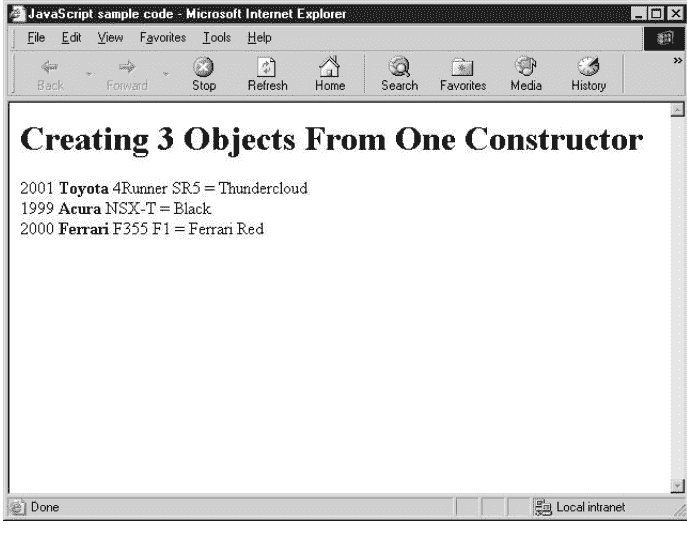 JavaScript sample code - Microsoft Internet Explorer
File Edit View Favorites Tools Help
Back Forward Stop Refresh Home Search Favorites Media History »
Creating 3 Objects From One Constructor
2001 Toyota 4Runner SR5 = Thundercloud
1999 Acura NSX-T = Black
2000 Ferrari F355 F1 = Ferrari Red
Done Local intranet